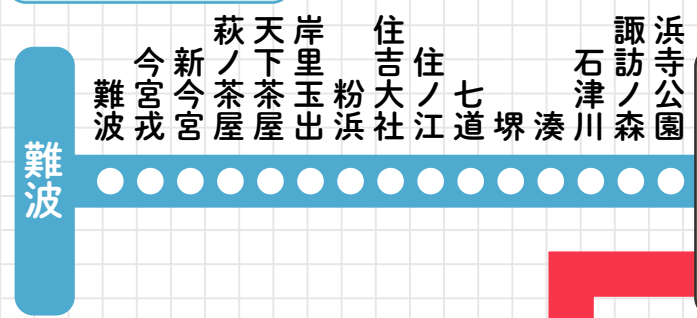 難波
難波
今宮戎
新今宮
萩ノ茶屋
天下茶屋
岸里玉出
粉浜
住吉大社
住ノ江
七道
堺
湊
石津川
諏訪ノ森
浜寺公園